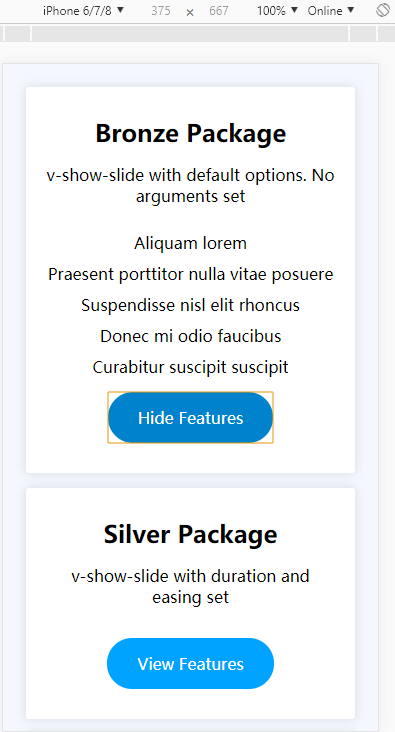 iPhone 6/7/8 ▼ 375 × 667 100% ▼ Online ▼
Bronze Package
v-show-slide with default options. No
arguments set
Aliquam lorem
Praesent porttitor nulla vitae posuere
Suspendisse nisl elit rhoncus
Donec mi odio faucibus
Curabitur suscipit suscipit
Hide Features
Silver Package
v-show-slide with duration and
easing set
View Features